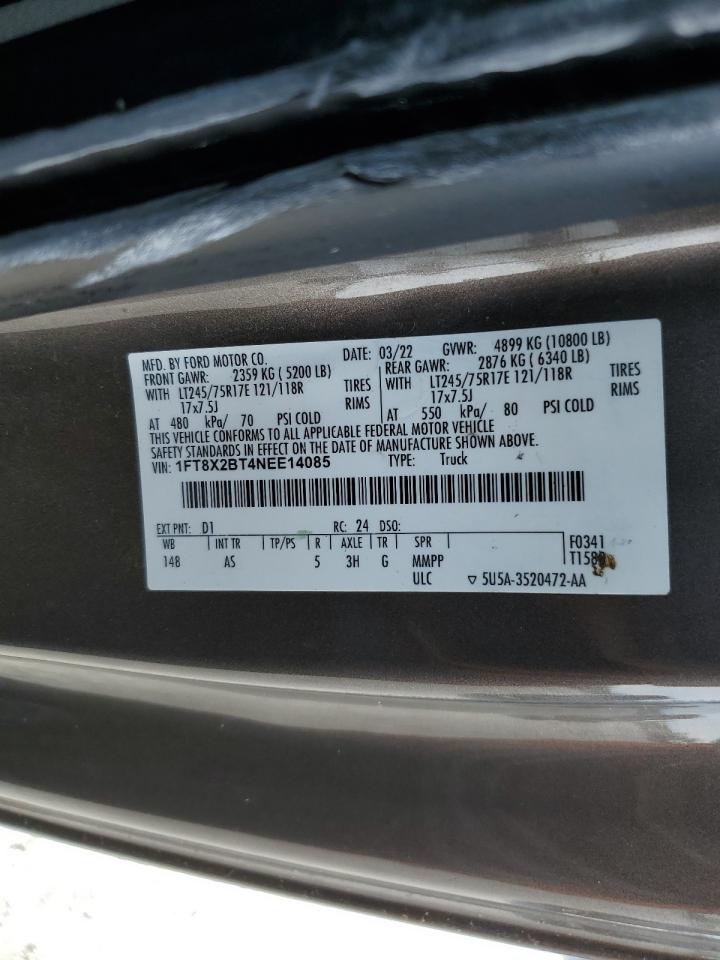 MFD. BY FORD MOTOR CO. DATE: 03/22 GVWR: 4899 KG (10800 LB)
FRONT GAWR: 2359 KG ( 5200 LB) REAR GAWR: 2876 KG ( 6340 LB)
WITH LT245/75R17E 121/118R TIRES WITH LT245/75R17E 121/118R TIRES
17x7.5J RIMS 17x7.5J RIMS
AT 480 kPa/ 70 PSI COLD AT 550 kPa/ 80 PSI COLD
THIS VEHICLE CONFORMS TO ALL APPLICABLE FEDERAL MOTOR VEHICLE
SAFETY STANDARDS IN EFFECT ON THE DATE OF MANUFACTURE SHOWN ABOVE.
VIN: 1FT8X2BT4NEE14085 TYPE: Truck
EXT PNT: D1 RC: 24 DSO:
WB INT TR TP/PS R AXLE TR SPR F0341
148 AS 5 3H G MMPP
ULC ▽ 5U5A-3520472-AA